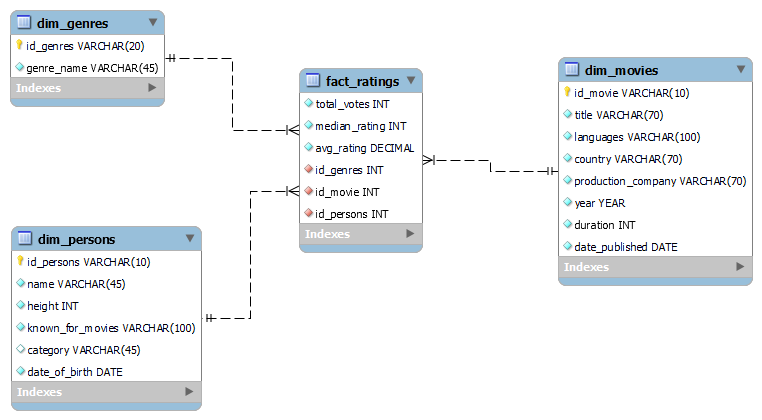 dim_genres
id_genres VARCHAR(20)
genre_name VARCHAR(45)
Indexes
fact_ratings
total_votes INT
median_rating INT
avg_rating DECIMAL
id_genres INT
id_movie INT
id_persons INT
Indexes
dim_movies
id_movie VARCHAR(10)
title VARCHAR(70)
languages VARCHAR(100)
country VARCHAR(70)
production_company VARCHAR(70)
year YEAR
duration INT
date_published DATE
Indexes
dim_persons
id_persons VARCHAR(10)
name VARCHAR(45)
height INT
known_for_movies VARCHAR(100)
category VARCHAR(45)
date_of_birth DATE
Indexes